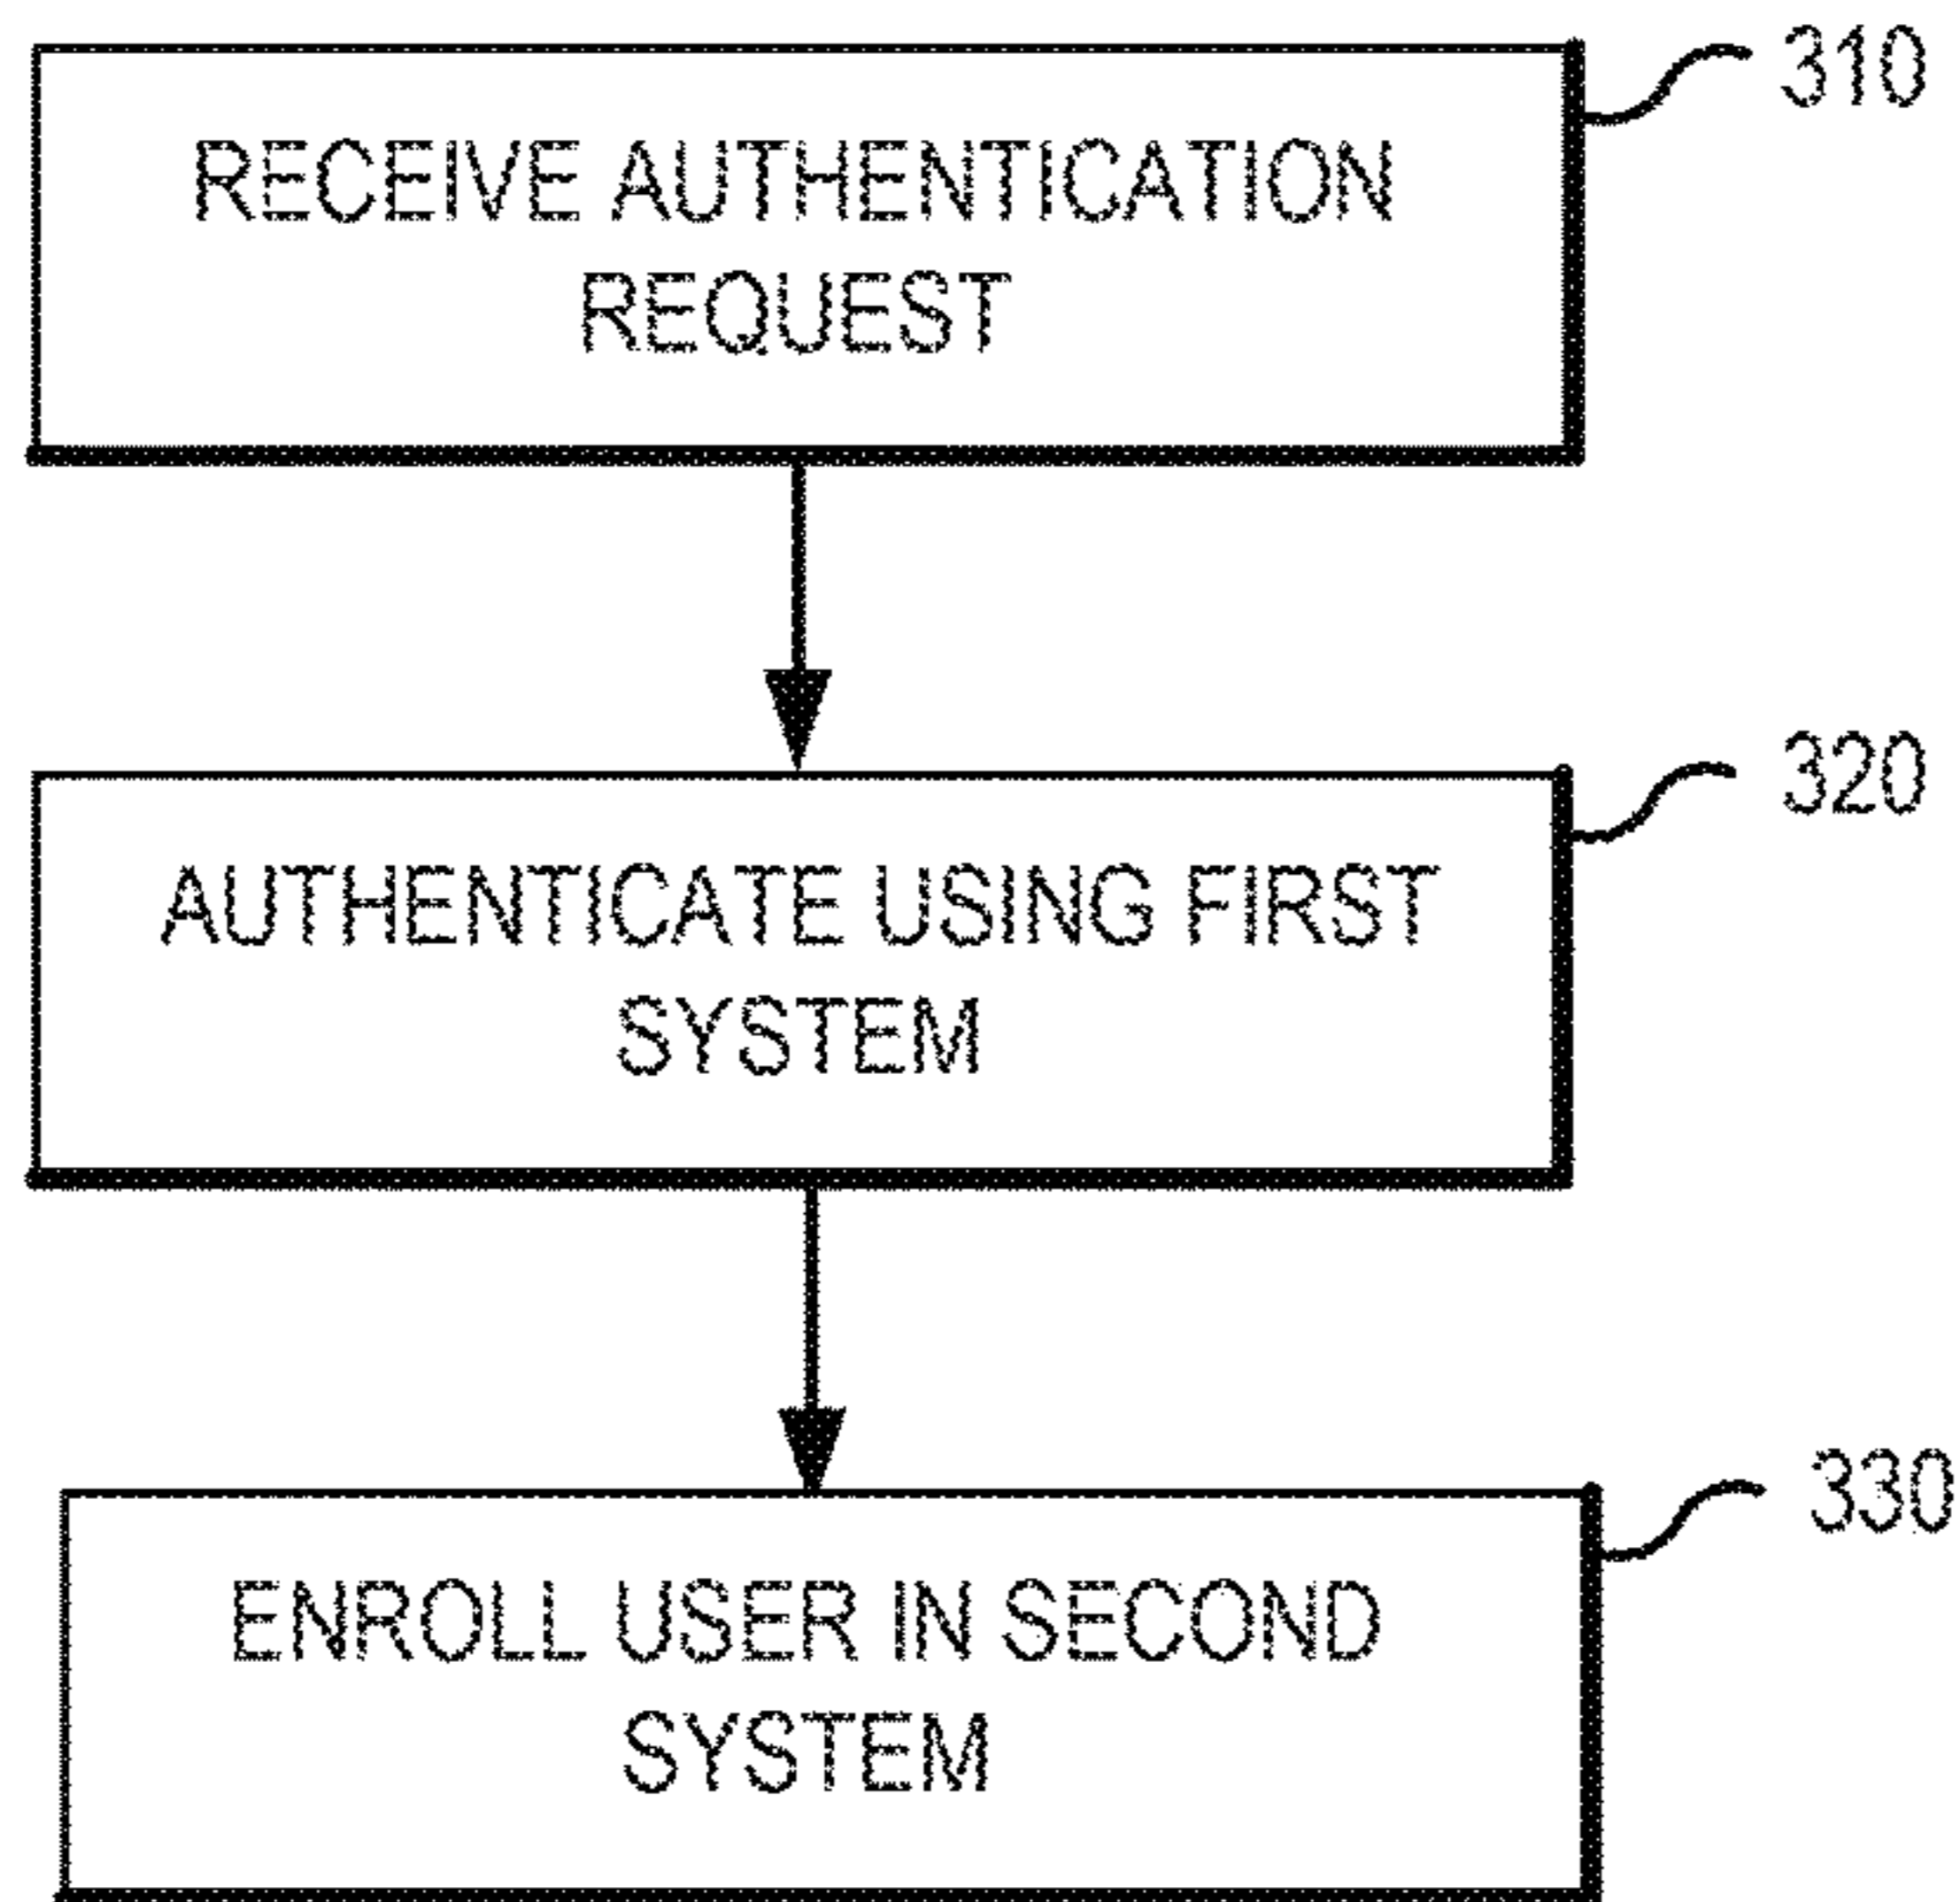 310
RECEIVE AUTHENTICATION
REQUEST
320
AUTHENTICATE USING FIRST
SYSTEM
330
ENROLL USER IN SECOND
SYSTEM